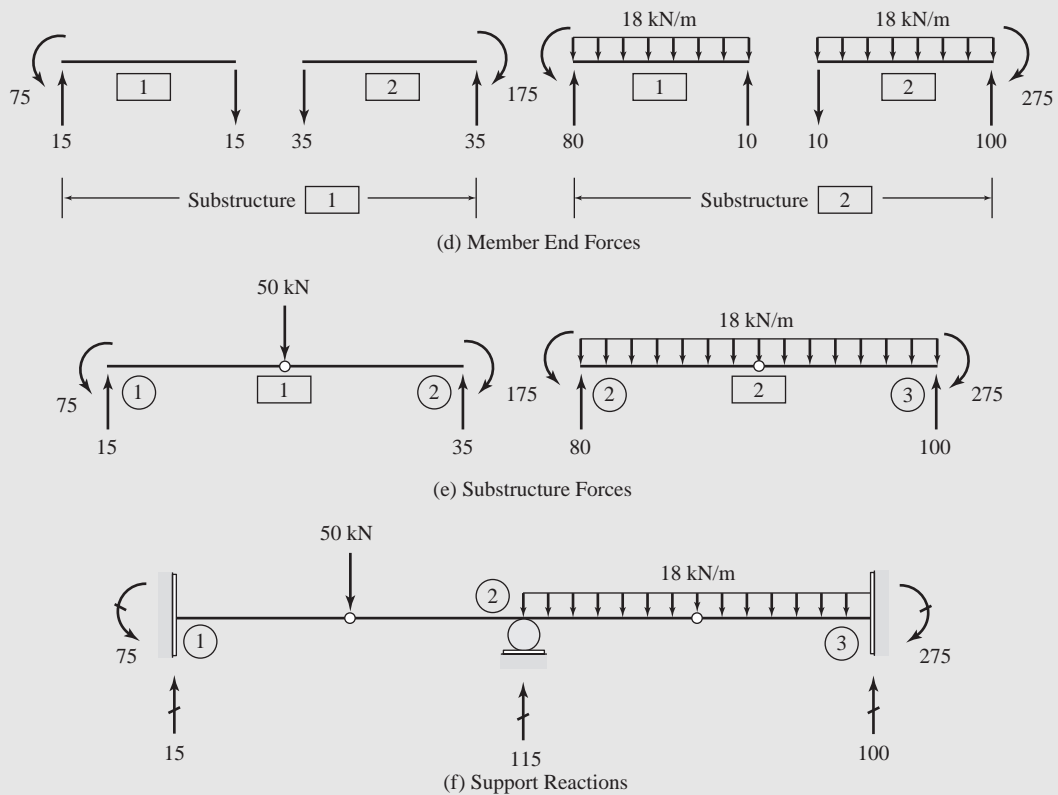 18 kN/m 18 kN/m
75 1 2 175 1 2 275
15 15 35 35 80 10 10 100
Substructure 1 Substructure 2
(d) Member End Forces
50 kN 18 kN/m
75 1 1 2 175 2 2 3 275
15 35 80 100
(e) Substructure Forces
50 kN
2 18 kN/m
75 1 3 275
15 115 100
(f) Support Reactions